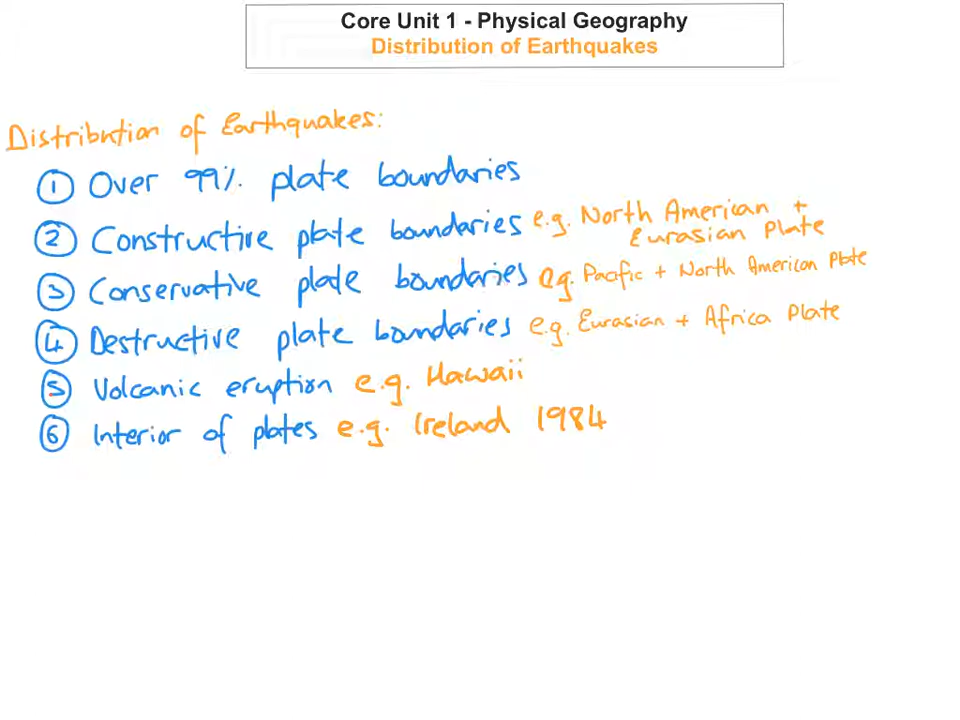 Core Unit 1 - Physical Geography
Distribution of Earthquakes
Distribution of Earthquakes:
① Over 99% plate boundaries
② Constructive plate boundaries e.g. North American +
Eurasian Plate
③ Conservative plate boundaries e.g. Pacific + North American Plate
④ Destructive plate boundaries e.g. Eurasian + Africa Plate
⑤ Volcanic eruption e.g. Hawaii
⑥ Interior of plates e.g. Ireland 1984